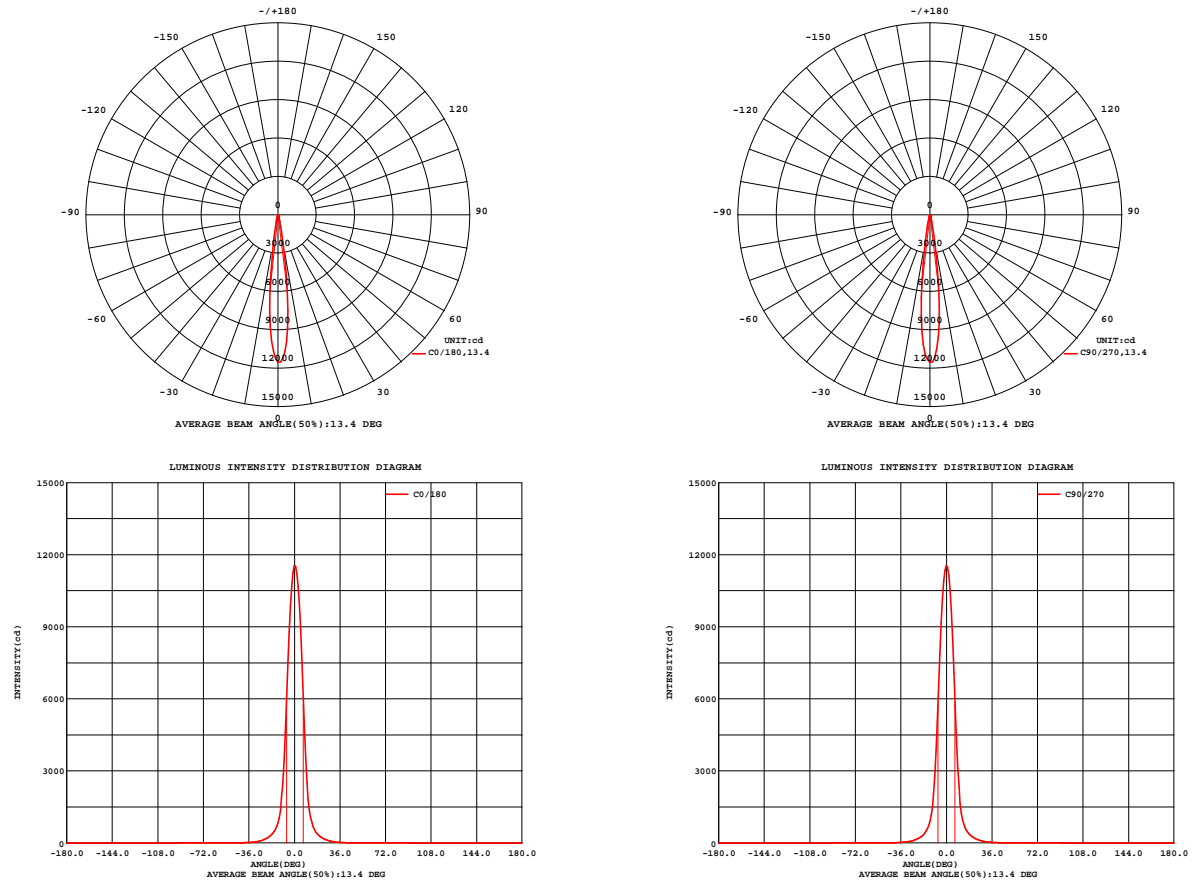 -/+180
-150 150
-120 120
-90 90
-60 60
-30 30
0
0
3000
6000
9000
12000
15000
UNIT:cd
C0/180,13.4
AVERAGE BEAM ANGLE(50%):13.4 DEG
-/+180
-150 150
-120 120
-90 90
-60 60
-30 30
0
0
3000
6000
9000
12000
15000
UNIT:cd
C90/270,13.4
AVERAGE BEAM ANGLE(50%):13.4 DEG
LUMINOUS INTENSITY DISTRIBUTION DIAGRAM
C0/180
15000
12000
9000
6000
3000
0
INTENSITY(cd)
-180.0 -144.0 -108.0 -72.0 -36.0 0.0 36.0 72.0 108.0 144.0 180.0
ANGLE(DEG)
AVERAGE BEAM ANGLE(50%):13.4 DEG
LUMINOUS INTENSITY DISTRIBUTION DIAGRAM
C90/270
15000
12000
9000
6000
3000
0
INTENSITY(cd)
-180.0 -144.0 -108.0 -72.0 -36.0 0.0 36.0 72.0 108.0 144.0 180.0
ANGLE(DEG)
AVERAGE BEAM ANGLE(50%):13.4 DEG